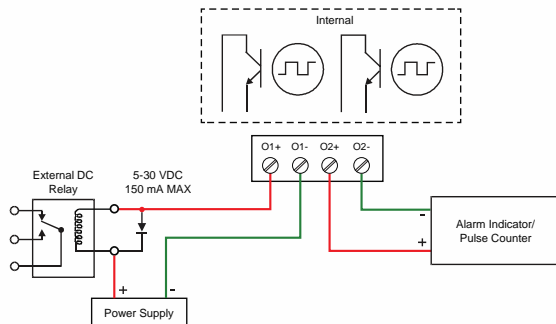 Internal
O1+ O1- O2+ O2-
External DC
Relay
5-30 VDC
150 mA MAX
-
+
Alarm Indicator/
Pulse Counter
+ -
Power Supply